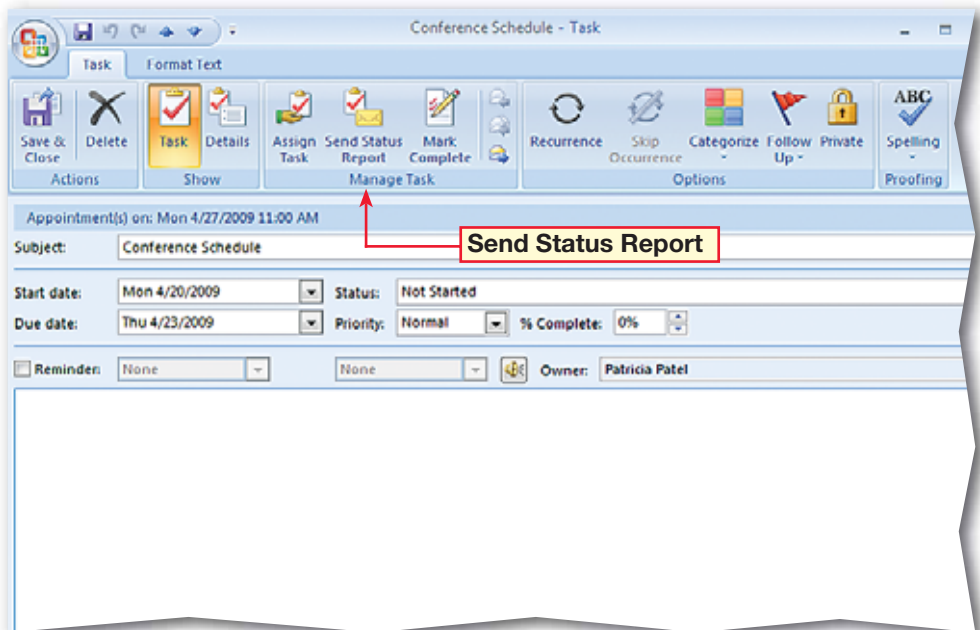 Conference Schedule - Task
Task Format Text
Save & Close
Delete
Task
Details
Assign Task
Send Status Report
Mark Complete
Recurrence
Skip Occurrence
Categorize
Follow Up
Private
ABC
Spelling
Actions
Show
Manage Task
Options
Proofing
Appointment(s) on: Mon 4/27/2009 11:00 AM
Send Status Report
Subject: Conference Schedule
Start date: Mon 4/20/2009 Status: Not Started
Due date: Thu 4/23/2009 Priority: Normal % Complete: 0%
Reminder: None None Owner: Patricia Patel